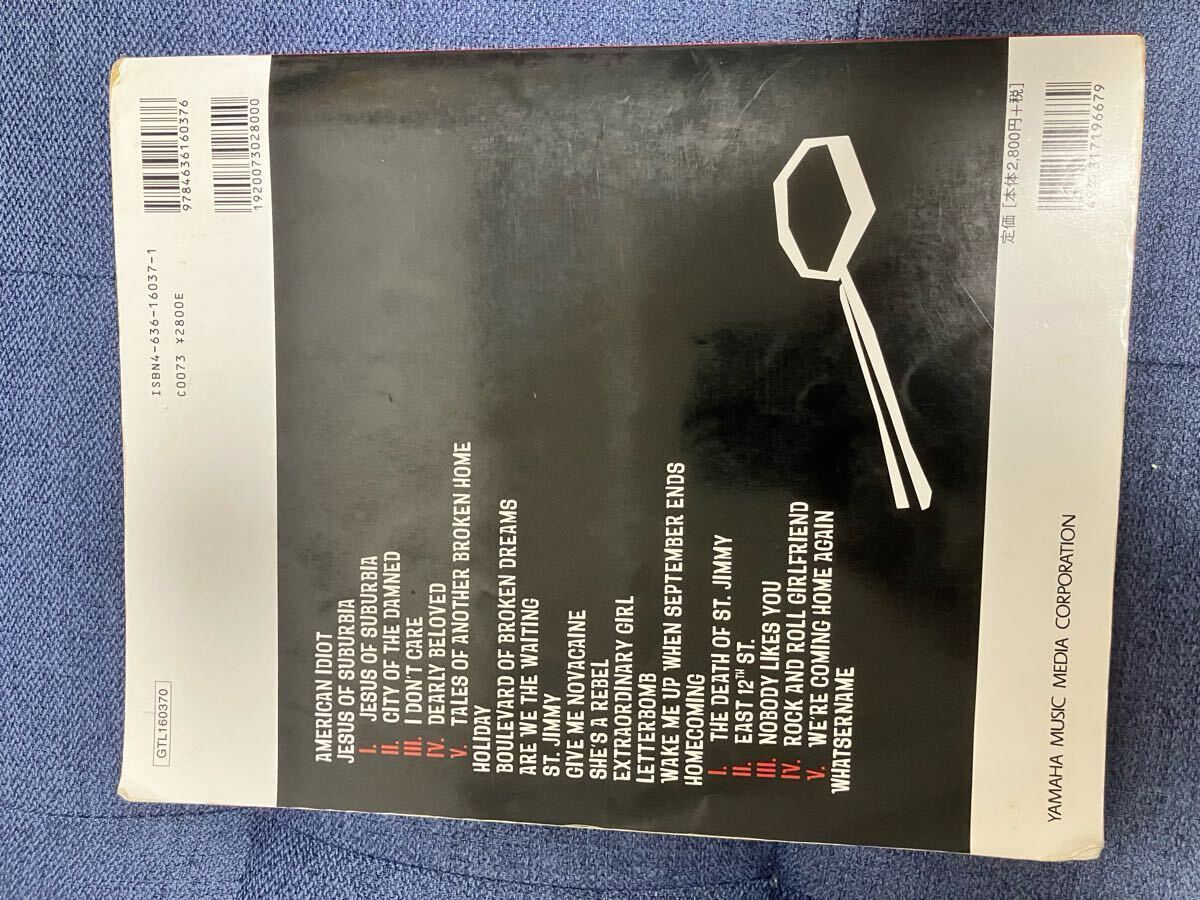 GTL160370
ISBN4-636-16037-1
C0073 ¥2800E
9784636160376
1920073028000
AMERICAN IDIOT
JESUS OF SUBURBIA
I. JESUS OF SUBURBIA
II. CITY OF THE DAMNED
III. I DON'T CARE
IV. DEARLY BELOVED
V. TALES OF ANOTHER BROKEN HOME
HOLIDAY
BOULEVARD OF BROKEN DREAMS
ARE WE THE WAITING
ST. JIMMY
GIVE ME NOVACAINE
SHE'S A REBEL
EXTRAORDINARY GIRL
LETTERBOMB
WAKE ME UP WHEN SEPTEMBER ENDS
HOMECOMING
I. THE DEATH OF ST. JIMMY
II. EAST 12TH ST.
III. NOBODY LIKES YOU
IV. ROCK AND ROLL GIRLFRIEND
V. WE'RE COMING HOME AGAIN
WHATSERNAME
定価 [本体2,800円+税]
YAMAHA MUSIC MEDIA CORPORATION